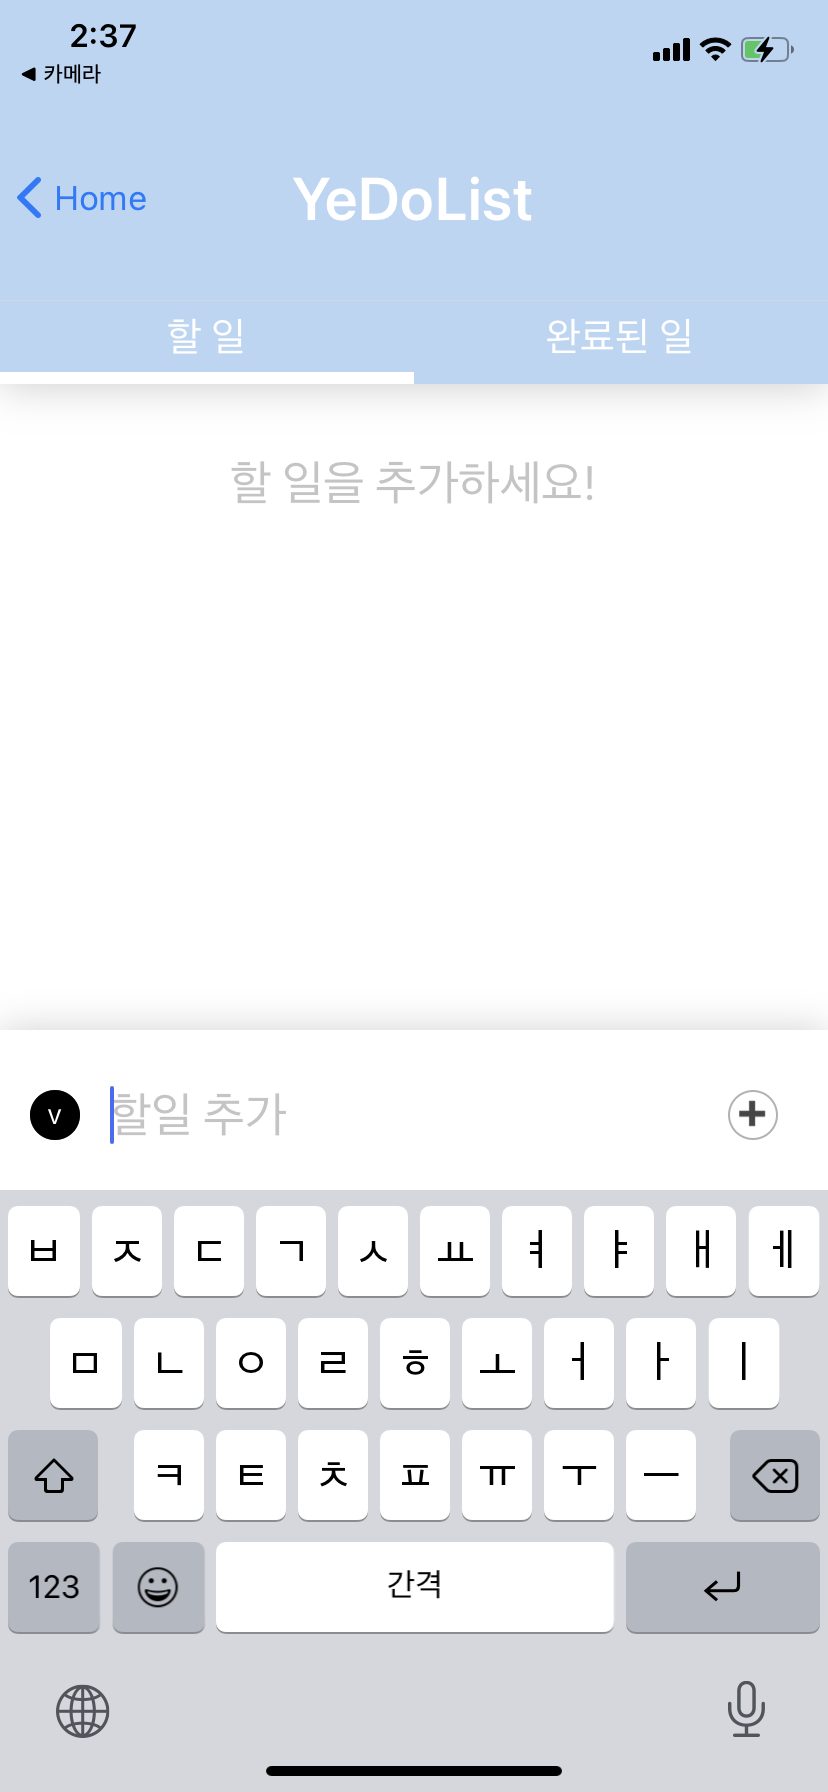 2:37
◀ 카메라
Home
YeDoList
할 일
완료된 일
할 일을 추가하세요!
V
할일 추가
ㅂ ㅈ ㄷ ㄱ ㅅ ㅛ ㅕ ㅑ ㅐ ㅔ
ㅁ ㄴ ㅇ ㄹ ㅎ ㅗ ㅓ ㅏ ㅣ
ㅋ ㅌ ㅊ ㅍ ㅠ ㅜ ㅡ
123
간격